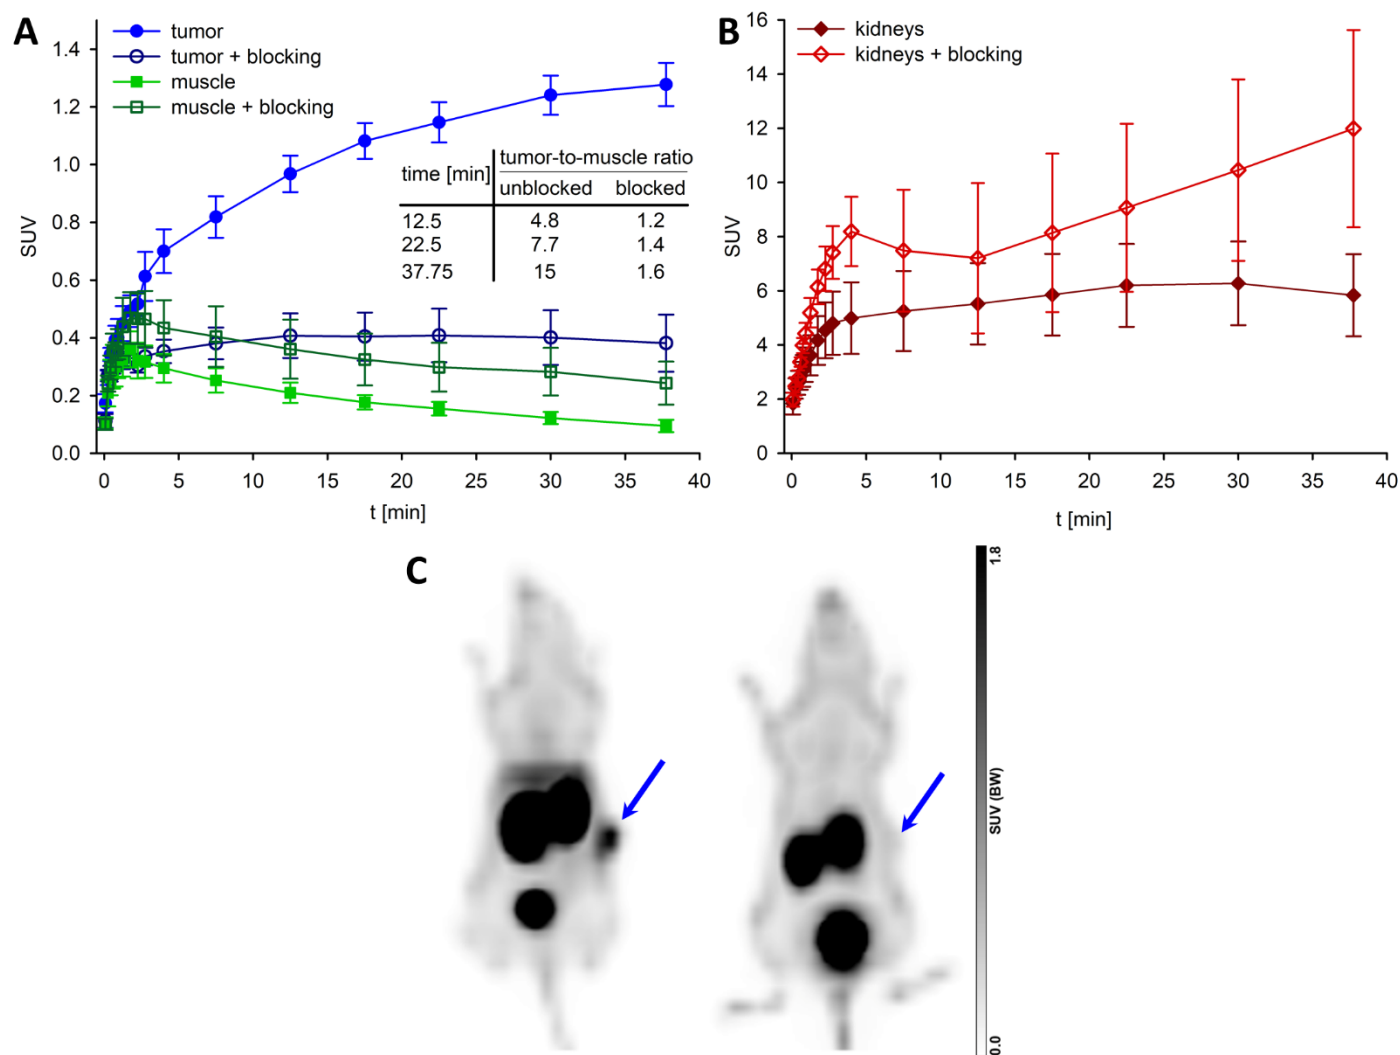 A
tumor
tumor + blocking
muscle
muscle + blocking
1.4
1.2
1.0
0.8
0.6
0.4
0.2
0.0
SUV
time [min]
tumor-to-muscle ratio
unblocked blocked
12.5 4.8 1.2
22.5 7.7 1.4
37.75 15 1.6
0 5 10 15 20 25 30 35 40
t [min]
B
kidneys
kidneys + blocking
16
14
12
10
8
6
4
2
0
SUV
0 5 10 15 20 25 30 35 40
t [min]
C
1.8
SUV (BW)
0.0